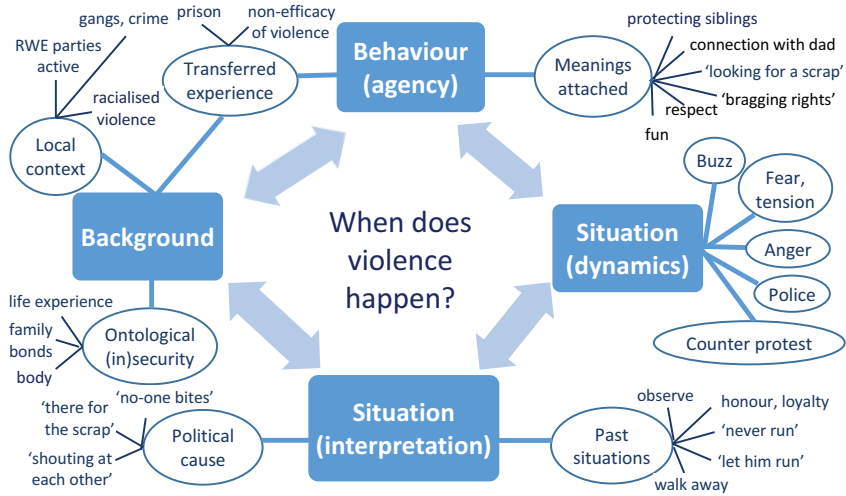 gangs, crime
prison
non-efficacy
of violence
RWE parties
active
racialised
violence
Transferred
experience
Local
context
Behaviour
(agency)
Meanings
attached
protecting siblings
connection with dad
‘looking for a scrap’
‘bragging rights’
respect
fun
Background
When does
violence
happen?
Situation
(dynamics)
Buzz
Fear,
tension
Anger
Police
Counter protest
life experience
family
bonds
body
Ontological
(in)security
Situation
(interpretation)
‘no-one bites’
‘there for
the scrap’
‘shouting at
each other’
Political
cause
Past
situations
observe
honour, loyalty
‘never run’
‘let him run’
walk away